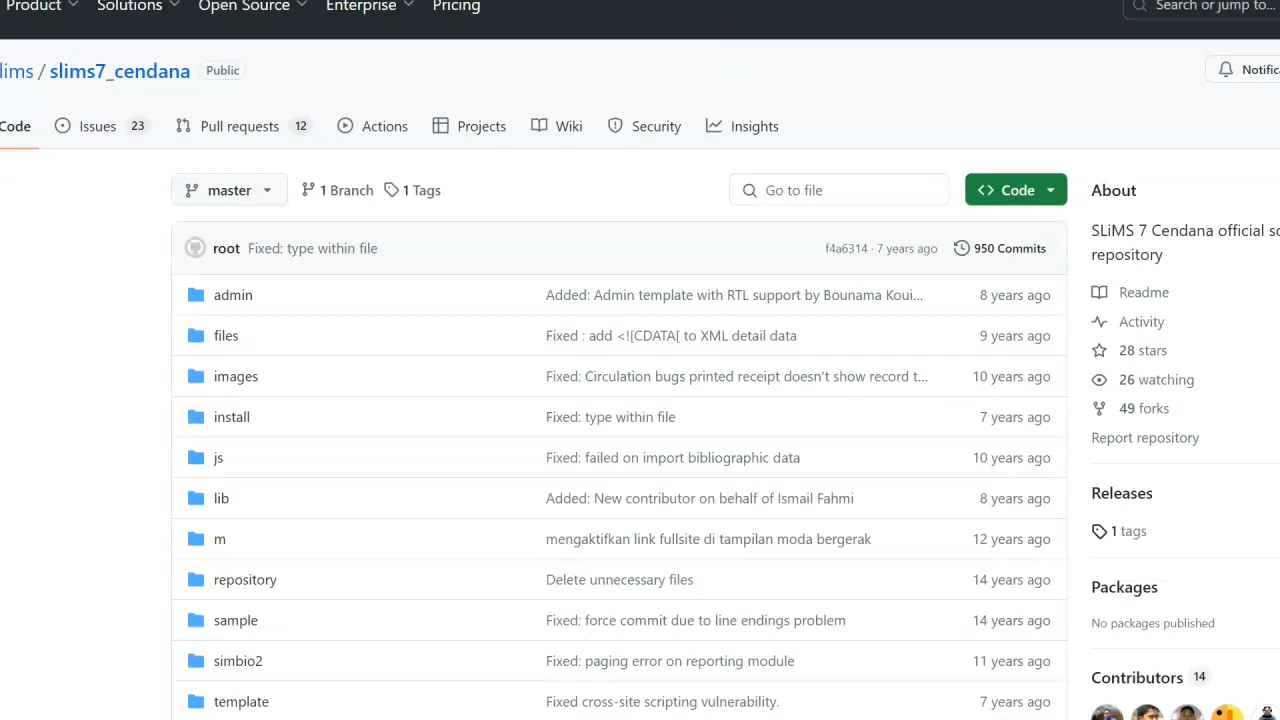 Product Solutions Open Source Enterprise Pricing Search or jump to...
lims / slims7_cendana Public Notific
Code Issues 23 Pull requests 12 Actions Projects Wiki Security Insights
master 1 Branch 1 Tags Go to file Code
root Fixed: type within file f4a6314 · 7 years ago 950 Commits
admin Added: Admin template with RTL support by Bounama Koui... 8 years ago
files Fixed : add <![CDATA[ to XML detail data 9 years ago
images Fixed: Circulation bugs printed receipt doesn't show record t... 10 years ago
install Fixed: type within file 7 years ago
js Fixed: failed on import bibliographic data 10 years ago
lib Added: New contributor on behalf of Ismail Fahmi 8 years ago
m mengaktifkan link fullsite di tampilan moda bergerak 12 years ago
repository Delete unnecessary files 14 years ago
sample Fixed: force commit due to line endings problem 14 years ago
simbio2 Fixed: paging error on reporting module 11 years ago
template Fixed cross-site scripting vulnerability. 7 years ago
About
SLiMS 7 Cendana official so
repository
Readme
Activity
28 stars
26 watching
49 forks
Report repository
Releases
1 tags
Packages
No packages published
Contributors 14